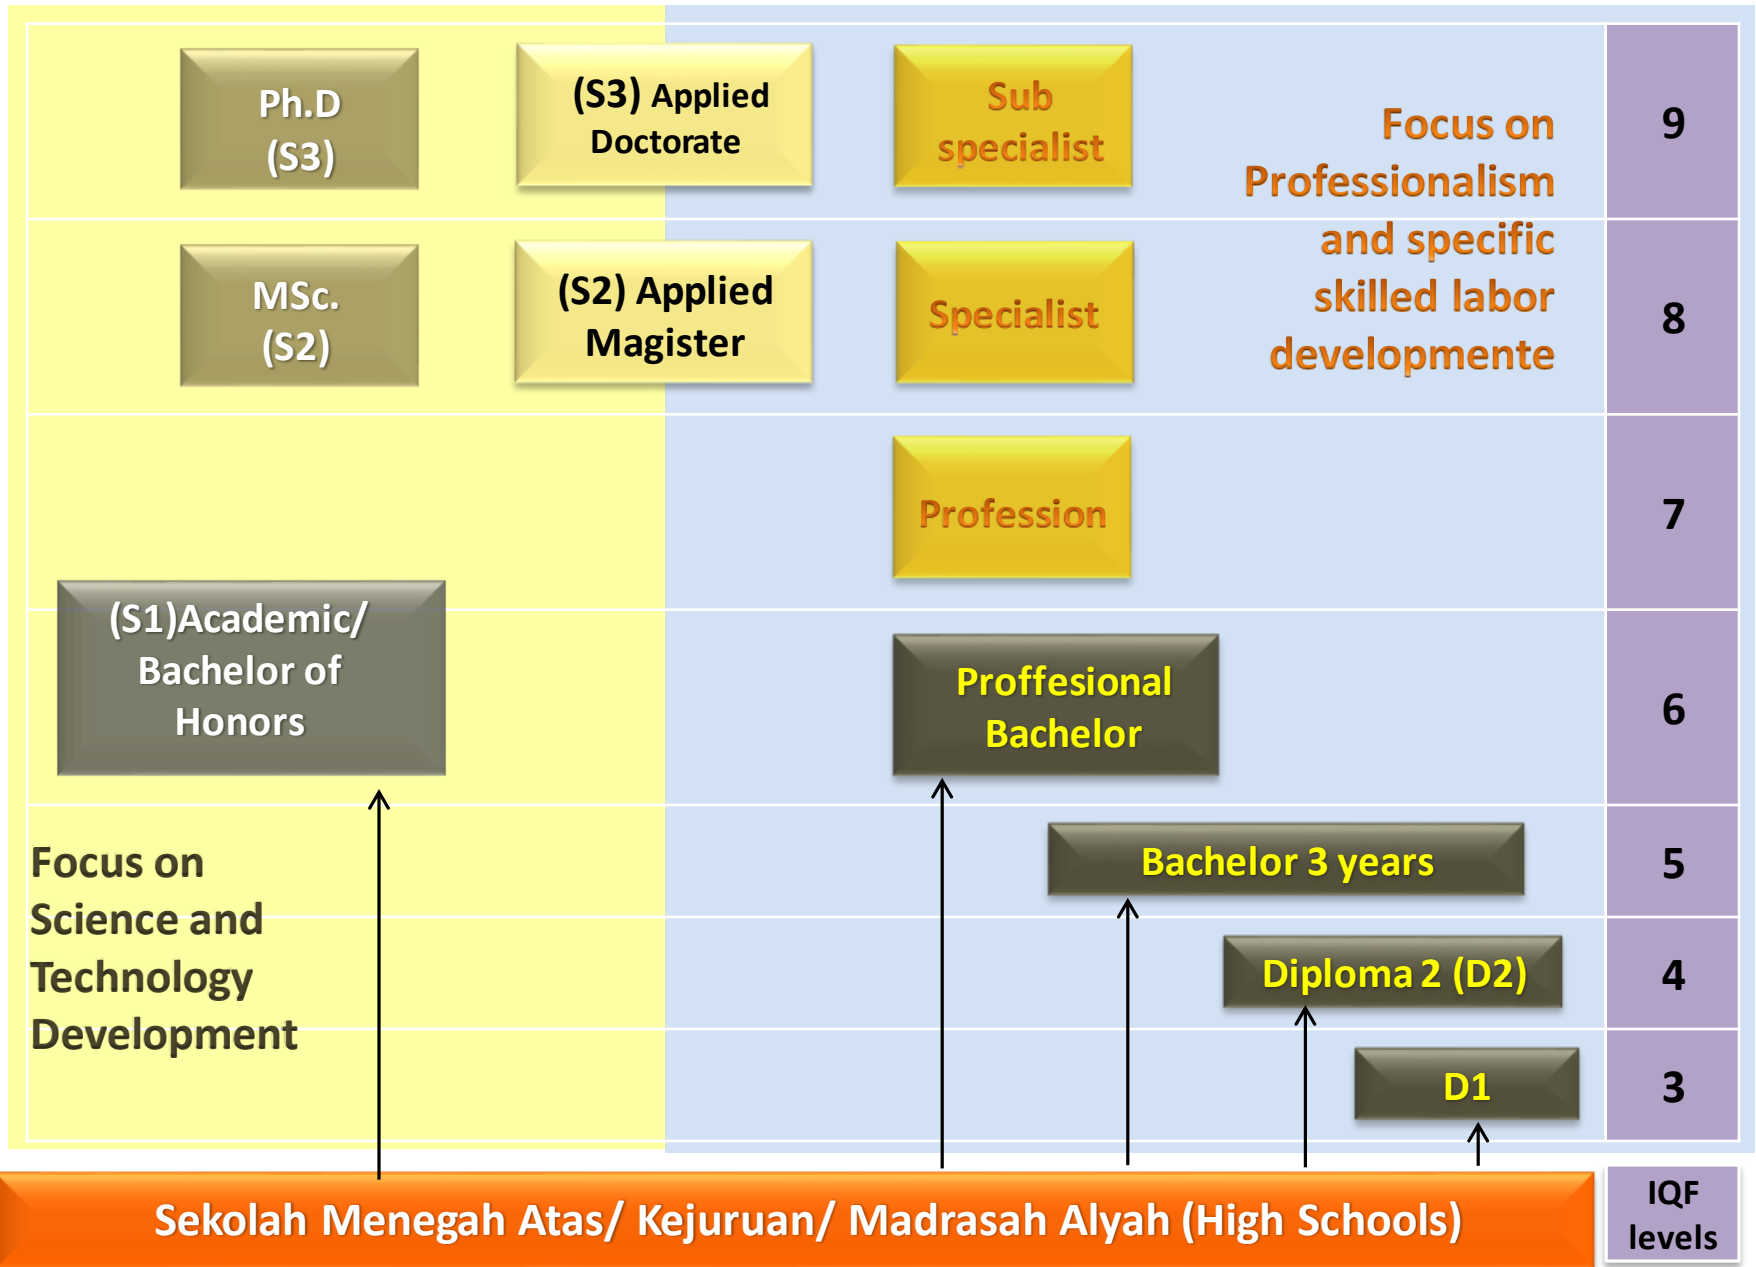 Ph.D
(S3)
(S3) Applied
Doctorate
Sub
specialist
Focus on
Professionalism
and specific
skilled labor
developmente
9
MSc.
(S2)
(S2) Applied
Magister
Specialist
8
Profession
7
(S1)Academic/
Bachelor of
Honors
Proffesional
Bachelor
6
Focus on
Science and
Technology
Development
Bachelor 3 years
5
Diploma 2 (D2)
4
D1
3
Sekolah Menegah Atas/ Kejuruan/ Madrasah Alyah (High Schools)
IQF
levels